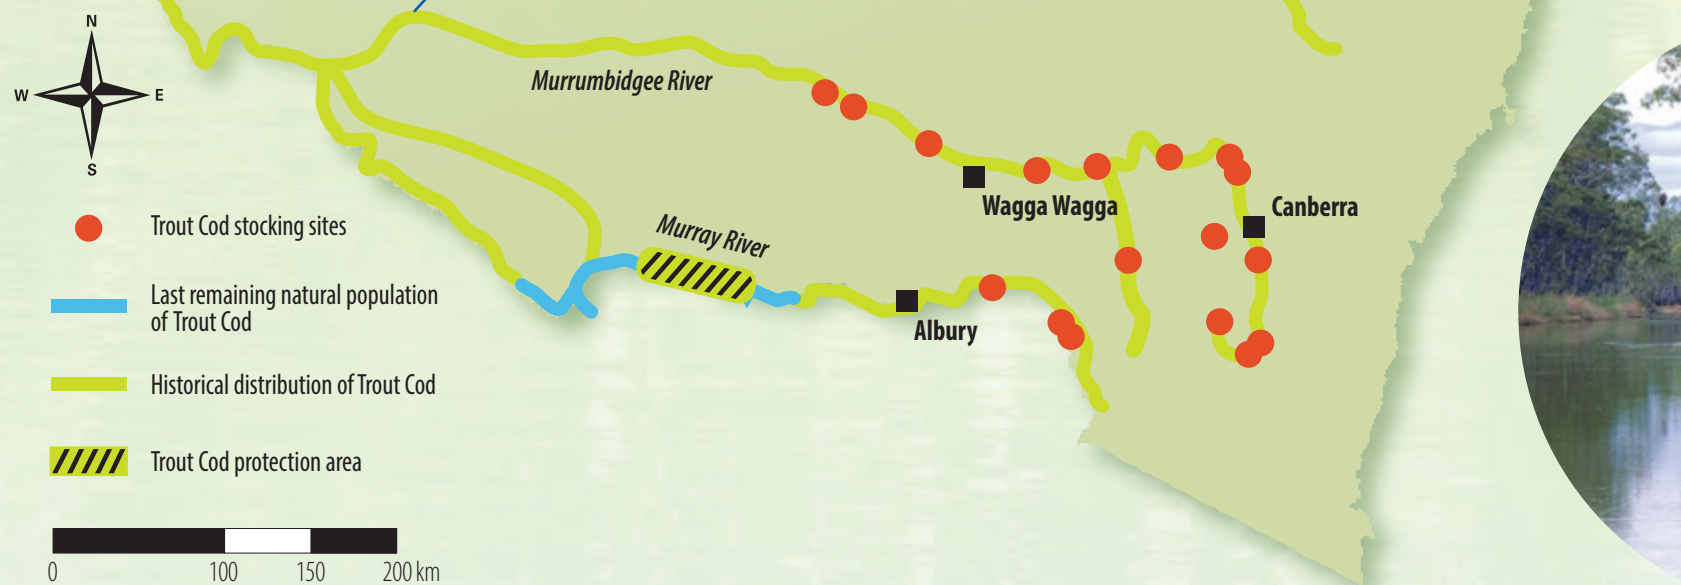 N
W
E
S
Murrumbidgee River
Wagga Wagga
Canberra
Murray River
Albury
Trout Cod stocking sites
Last remaining natural population
of Trout Cod
Historical distribution of Trout Cod
Trout Cod protection area
0 100 150 200 km